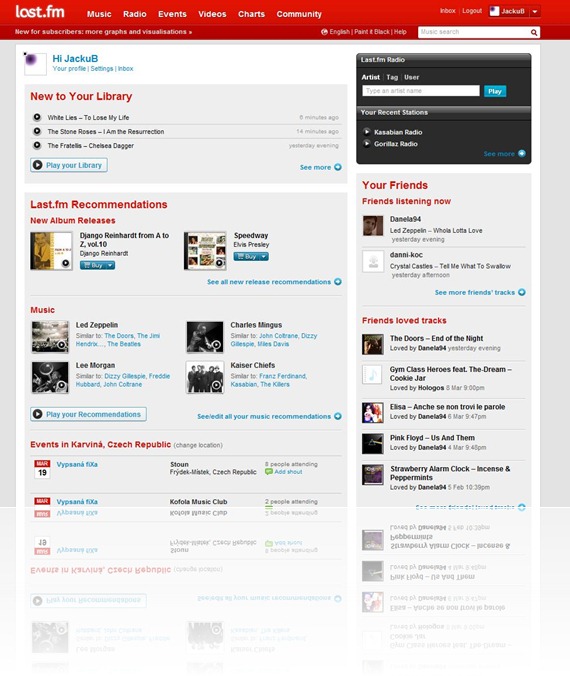 last.fm
Music Radio Events Videos Charts Community
Inbox | Logout JackuB
New for subscribers: more graphs and visualisations »
English | Paint it Black | Help
Music search
Hi JackuB
Your profile | Settings | Inbox
New to Your Library
White Lies – To Lose My Life 6 minutes ago
The Stone Roses – I Am the Resurrection 14 minutes ago
The Fratellis – Chelsea Dagger yesterday evening
Play your Library
See more
Last.fm Recommendations
New Album Releases
Django Reinhardt from A to
Z, vol.10
Django Reinhardt
Buy
Speedway
Elvis Presley
Buy
See all new release recommendations
Music
Led Zeppelin
Similar to: The Doors, The Jimi
Hendrix…, The Beatles
Charles Mingus
Similar to: John Coltrane, Dizzy
Gillespie, Miles Davis
Lee Morgan
Similar to: Dizzy Gillespie, Freddie
Hubbard, John Coltrane
Kaiser Chiefs
Similar to: Franz Ferdinand,
Kasabian, The Killers
Play your Recommendations
See/edit all your music recommendations
Events in Karviná, Czech Republic (change location)
MAR
19
Vypsaná fiXa
Stoun
Frýdek-Místek, Czech Republic
8 people attending
Add shout
MAR
Vypsaná fiXa
Kofola Music Club
2 people attending
Last.fm Radio
Artist | Tag | User
Type an artist name
Play
Your Recent Stations
Kasabian Radio
Gorillaz Radio
See more
Your Friends
Friends listening now
Danela94
Led Zeppelin – Whola Lotta Love
yesterday evening
danni-koc
Crystal Castles – Tell Me What To Swallow
yesterday afternoon
See more friends' tracks
Friends loved tracks
The Doors – End of the Night
Loved by Danela94 yesterday evening
Gym Class Heroes feat. The-Dream –
Cookie Jar
Loved by Hologos 8 Mar 9:00pm
Elisa – Anche se non trovi le parole
Loved by Danela94 6 Mar 9:47pm
Pink Floyd – Us And Them
Loved by Danela94 4 Mar 9:48pm
Strawberry Alarm Clock – Incense &
Peppermints
Loved by Danela94 5 Feb 10:39pm
See more friends' loved tracks